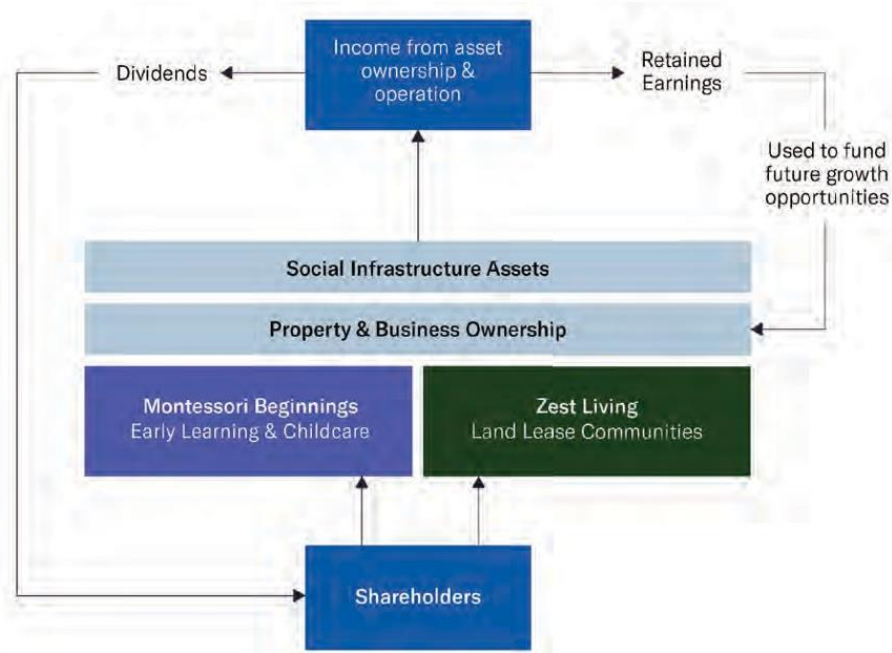 Income from asset
ownership &
operation
Dividends
Retained
Earnings
Used to fund
future growth
opportunities
Social Infrastructure Assets
Property & Business Ownership
Montessori Beginnings
Early Learning & Childcare
Zest Living
Land Lease Communities
Shareholders